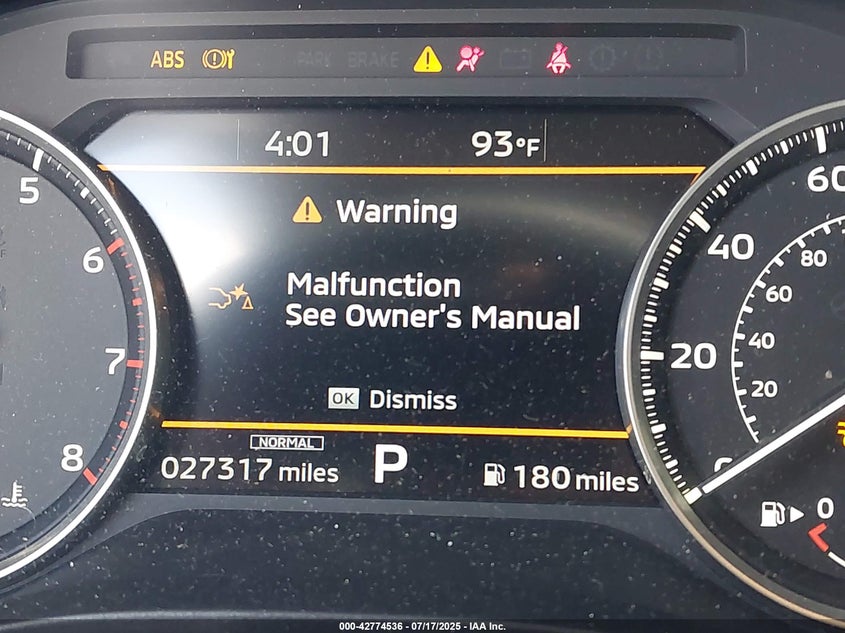 ABS
PARK BRAKE
4:01 93°F
Warning
Malfunction
See Owner's Manual
OK Dismiss
NORMAL
027317 miles P 180 miles
5
6
7
8
60
40
20
0
80
60
40
20
0
000-42774536 - 07/17/2025 - IAA Inc.